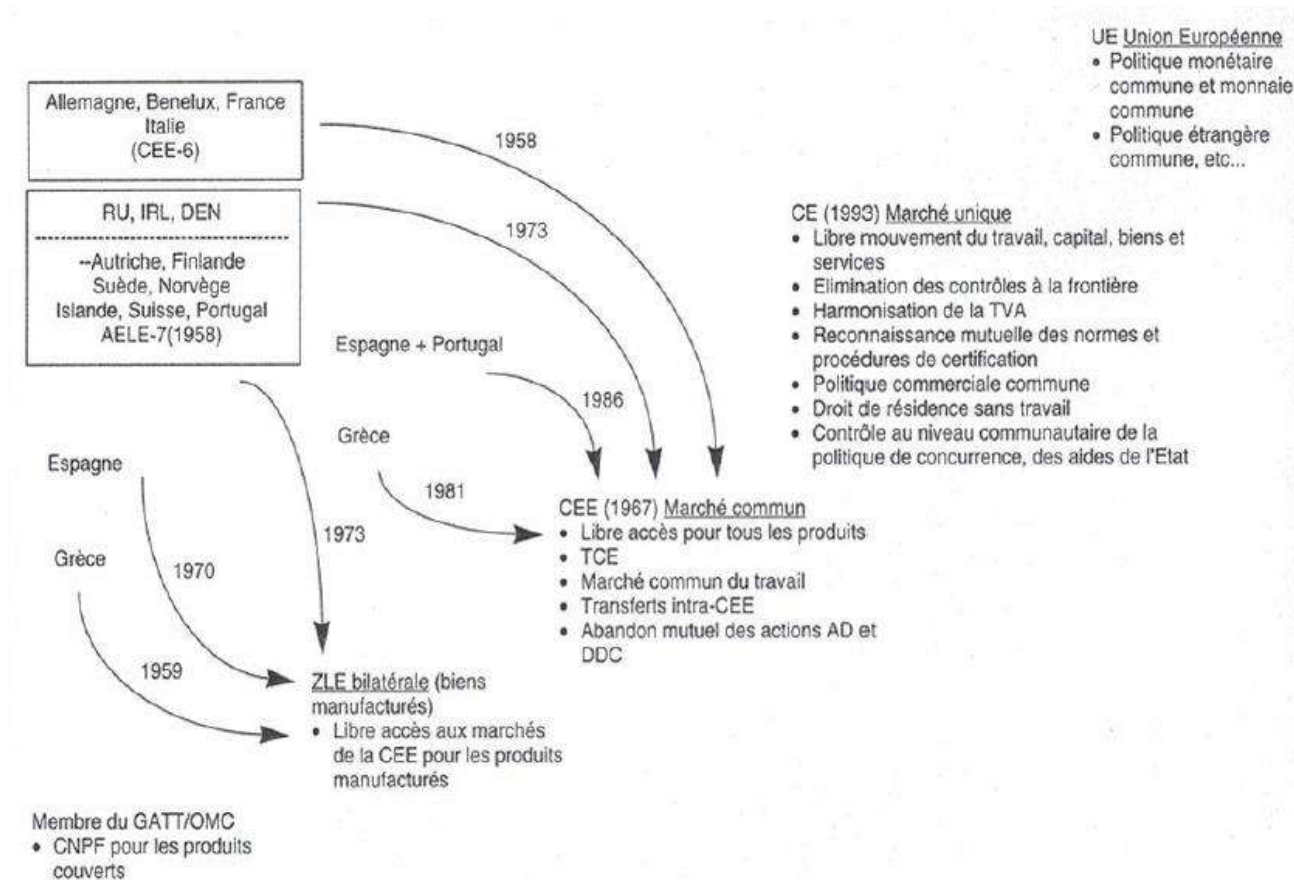 UE Union Européenne
• Politique monétaire
commune et monnaie
commune
• Politique étrangère
commune, etc...
Allemagne, Benelux, France
Italie
(CEE-6)
1958
RU, IRL, DEN
--Autriche, Finlande
Suède, Norvège
Islande, Suisse, Portugal
AELE-7(1958)
1973
CE (1993) Marché unique
• Libre mouvement du travail, capital, biens et
services
• Elimination des contrôles à la frontière
• Harmonisation de la TVA
• Reconnaissance mutuelle des normes et
procédures de certification
• Politique commerciale commune
• Droit de résidence sans travail
• Contrôle au niveau communautaire de la
politique de concurrence, des aides de l'Etat
Espagne + Portugal
1986
Grèce
1981
Espagne
1970
1973
Grèce
1959
CEE (1967) Marché commun
• Libre accès pour tous les produits
• TCE
• Marché commun du travail
• Transferts intra-CEE
• Abandon mutuel des actions AD et
DDC
ZLE bilatérale (biens
manufacturés)
• Libre accès aux marchés
de la CEE pour les produits
manufacturés
Membre du GATT/OMC
• CNPF pour les produits
couverts